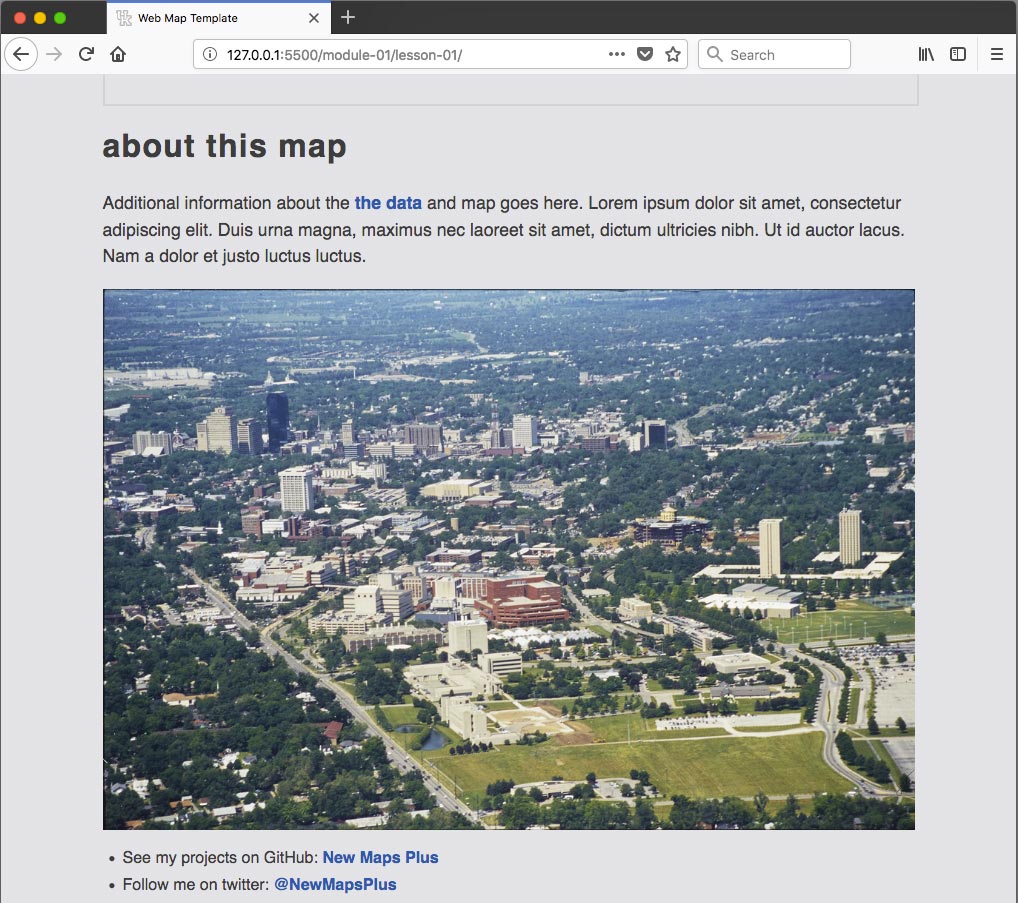 Web Map Template
127.0.0.1:5500/module-01/lesson-01/
Search
about this map
Additional information about the the data and map goes here. Lorem ipsum dolor sit amet, consectetur
adipiscing elit. Duis urna magna, maximus nec laoreet sit amet, dictum ultricies nibh. Ut id auctor lacus.
Nam a dolor et justo luctus luctus.
See my projects on GitHub: New Maps Plus
Follow me on twitter: @NewMapsPlus